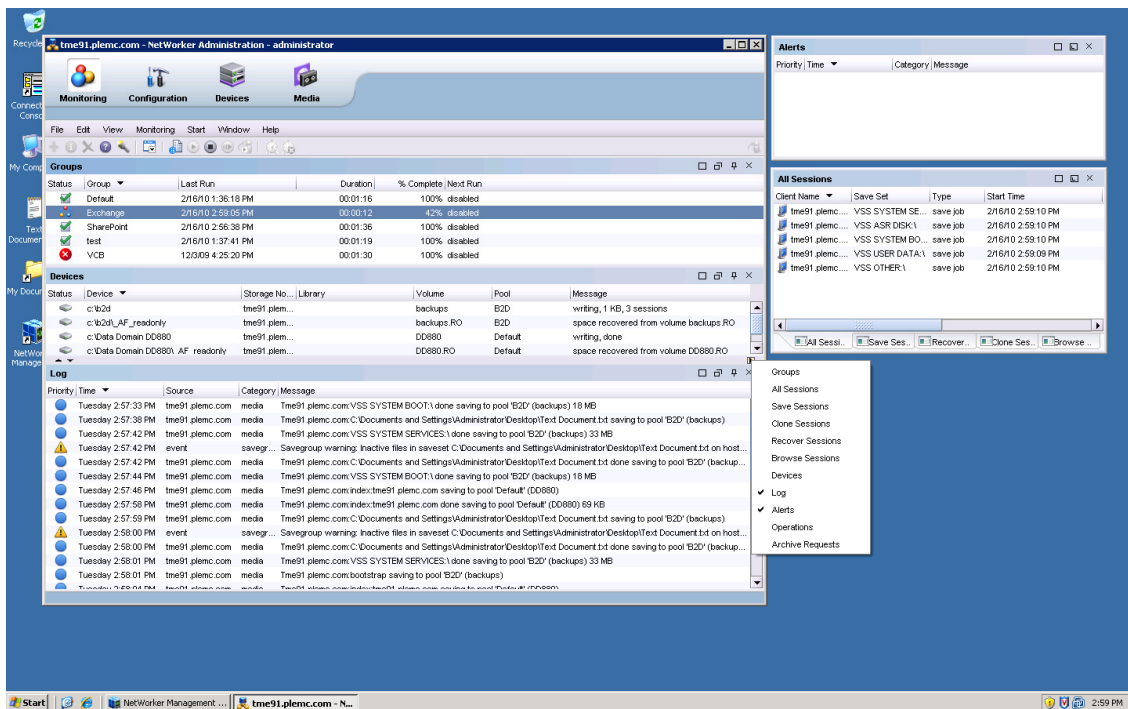 Recycle
Connect
Consc
My Comp
Text
Documen
My Docur
NetWor
Manage
tme91.plemc.com - NetWorker Administration - administrator
Monitoring Configuration Devices Media
File Edit View Monitoring Start Window Help
Groups
Status Group Last Run Duration % Complete Next Run
Default 2/16/10 1:36:18 PM 00:01:16 100% disabled
Exchange 2/16/10 2:59:05 PM 00:00:12 42% disabled
SharePoint 2/16/10 2:56:38 PM 00:01:36 100% disabled
test 2/16/10 1:37:41 PM 00:01:19 100% disabled
VCB 12/3/09 4:25:20 PM 00:01:30 100% disabled
Devices
Status Device Storage No... Library Volume Pool Message
c:\b2d tme91.plem... backups B2D writing, 1 KB, 3 sessions
c:\b2d\_AF_readonly tme91.plem... backups.RO B2D space recovered from volume backups.RO
c:\Data Domain DD880 tme91.plem... DD880 Default writing, done
c:\Data Domain DD880\_AF_readonly tme91.plem... DD880.RO Default space recovered from volume DD880.RO
Log
Priority Time Source Category Message
Tuesday 2:57:33 PM tme91.plemc.com media Tme91.plemc.com:VSS SYSTEM BOOT:\ done saving to pool 'B2D' (backups) 18 MB
Tuesday 2:57:38 PM tme91.plemc.com media Tme91.plemc.com:C:\Documents and Settings\Administrator\Desktop\Text Document.txt saving to pool 'B2D' (backups)
Tuesday 2:57:42 PM tme91.plemc.com media Tme91.plemc.com:VSS SYSTEM SERVICES:\ done saving to pool 'B2D' (backups) 33 MB
Tuesday 2:57:42 PM event savegr... Savegroup warning: Inactive files in saveset C:\Documents and Settings\Administrator\Desktop\Text Document.txt on host...
Tuesday 2:57:42 PM tme91.plemc.com media Tme91.plemc.com:C:\Documents and Settings\Administrator\Desktop\Text Document.txt done saving to pool 'B2D' (backup...
Tuesday 2:57:44 PM tme91.plemc.com media Tme91.plemc.com:VSS SYSTEM BOOT:\ done saving to pool 'B2D' (backups) 18 MB
Tuesday 2:57:46 PM tme91.plemc.com media Tme91.plemc.com:index:tme91.plemc.com saving to pool 'Default' (DD880)
Tuesday 2:57:58 PM tme91.plemc.com media Tme91.plemc.com:index:tme91.plemc.com done saving to pool 'Default' (DD880) 69 KB
Tuesday 2:57:59 PM tme91.plemc.com media Tme91.plemc.com:C:\Documents and Settings\Administrator\Desktop\Text Document.txt saving to pool 'B2D' (backups)
Tuesday 2:58:00 PM event savegr... Savegroup warning: Inactive files in saveset C:\Documents and Settings\Administrator\Desktop\Text Document.txt on host...
Tuesday 2:58:00 PM tme91.plemc.com media Tme91.plemc.com:C:\Documents and Settings\Administrator\Desktop\Text Document.txt done saving to pool 'B2D' (backup...
Tuesday 2:58:01 PM tme91.plemc.com media Tme91.plemc.com:VSS SYSTEM SERVICES:\ done saving to pool 'B2D' (backups) 33 MB
Tuesday 2:58:01 PM tme91.plemc.com media Tme91.plemc.com:bootstrap saving to pool 'B2D' (backups)
Tuesday 2:58:04 PM tme91.plemc.com media Tme91.plemc.com:index:tme91.plemc.com saving to pool 'Default' (DD880)
Alerts
Priority Time Category Message
All Sessions
Client Name Save Set Type Start Time
tme91.plemc.... VSS SYSTEM SE... save job 2/16/10 2:59:10 PM
tme91.plemc.... VSS ASR DISK:\ save job 2/16/10 2:59:10 PM
tme91.plemc.... VSS SYSTEM BO... save job 2/16/10 2:59:10 PM
tme91.plemc.... VSS USER DATA:\ save job 2/16/10 2:59:09 PM
tme91.plemc.... VSS OTHER:\ save job 2/16/10 2:59:10 PM
All Sessi.. Save Ses.. Recover.. Clone Ses.. Browse ..
Groups
All Sessions
Save Sessions
Clone Sessions
Recover Sessions
Browse Sessions
Devices
Log
Alerts
Operations
Archive Requests
Start NetWorker Management ... tme91.plemc.com - N... 2:59 PM